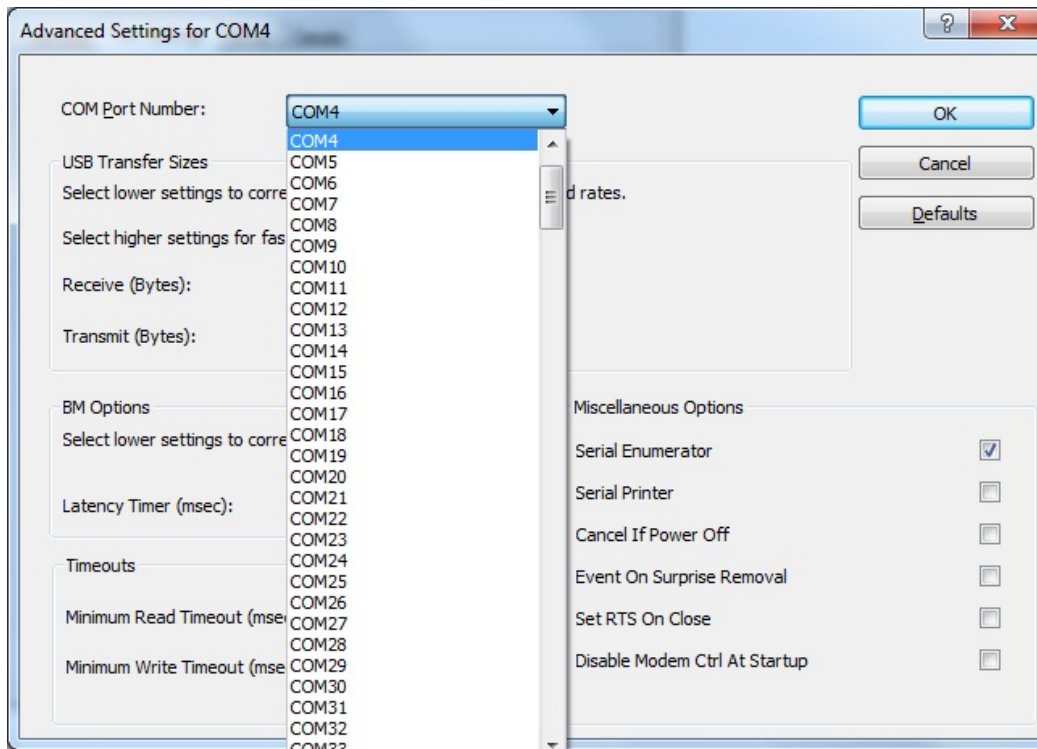 Advanced Settings for COM4
COM Port Number:
COM4
OK
Cancel
Defaults
COM4
COM5
COM6
COM7
COM8
COM9
COM10
COM11
COM12
COM13
COM14
COM15
COM16
COM17
COM18
COM19
COM20
COM21
COM22
COM23
COM24
COM25
COM26
COM27
COM28
COM29
COM30
COM31
COM32
COM33
USB Transfer Sizes
Select lower settings to corre
d rates.
Select higher settings for fas
Receive (Bytes):
Transmit (Bytes):
BM Options
Select lower settings to corre
Latency Timer (msec):
Timeouts
Minimum Read Timeout (mse
Minimum Write Timeout (mse
Miscellaneous Options
Serial Enumerator
Serial Printer
Cancel If Power Off
Event On Surprise Removal
Set RTS On Close
Disable Modem Ctrl At Startup